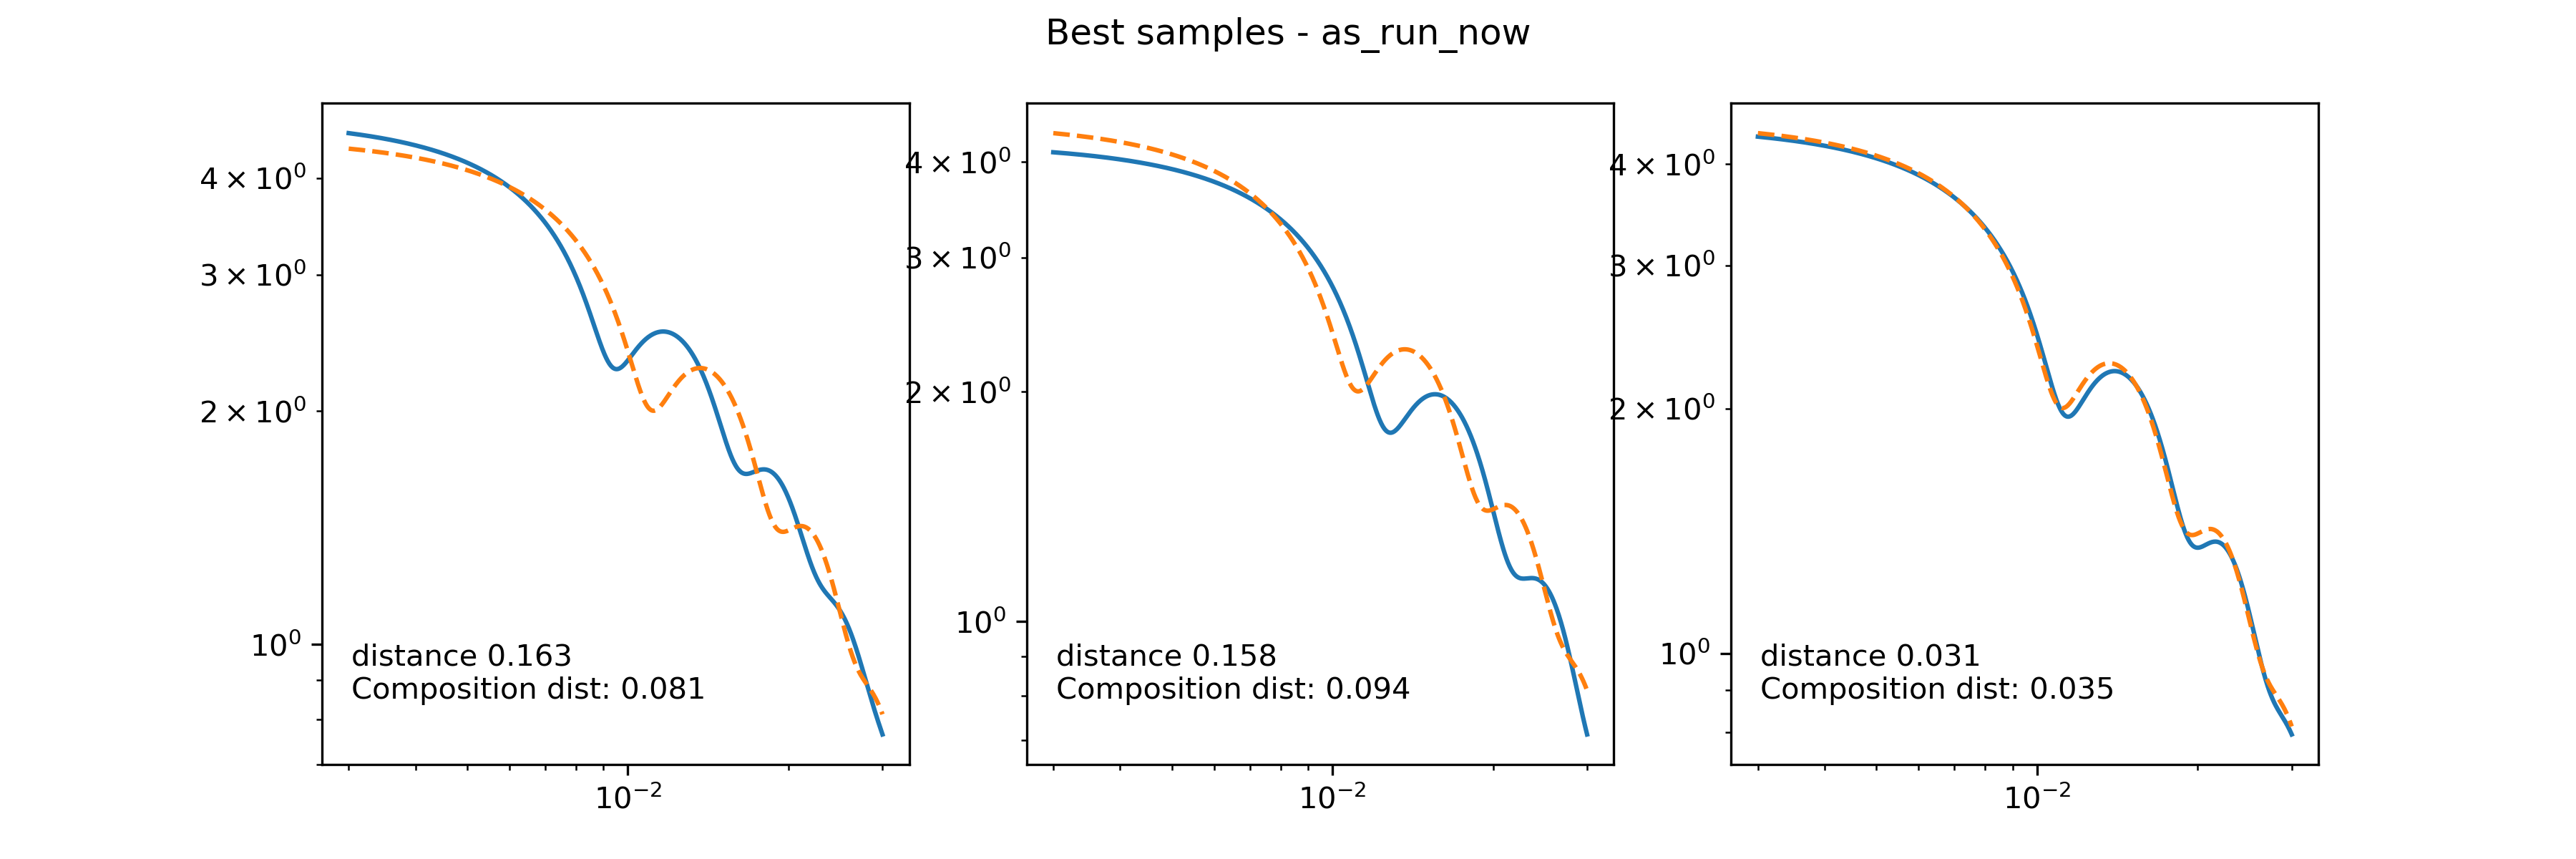 Best samples - as_run_now
4 × 10⁰
3 × 10⁰
2 × 10⁰
10⁰
distance 0.163
Composition dist: 0.081
10⁻²
4 × 10⁰
3 × 10⁰
2 × 10⁰
10⁰
distance 0.158
Composition dist: 0.094
10⁻²
4 × 10⁰
3 × 10⁰
2 × 10⁰
10⁰
distance 0.031
Composition dist: 0.035
10⁻²